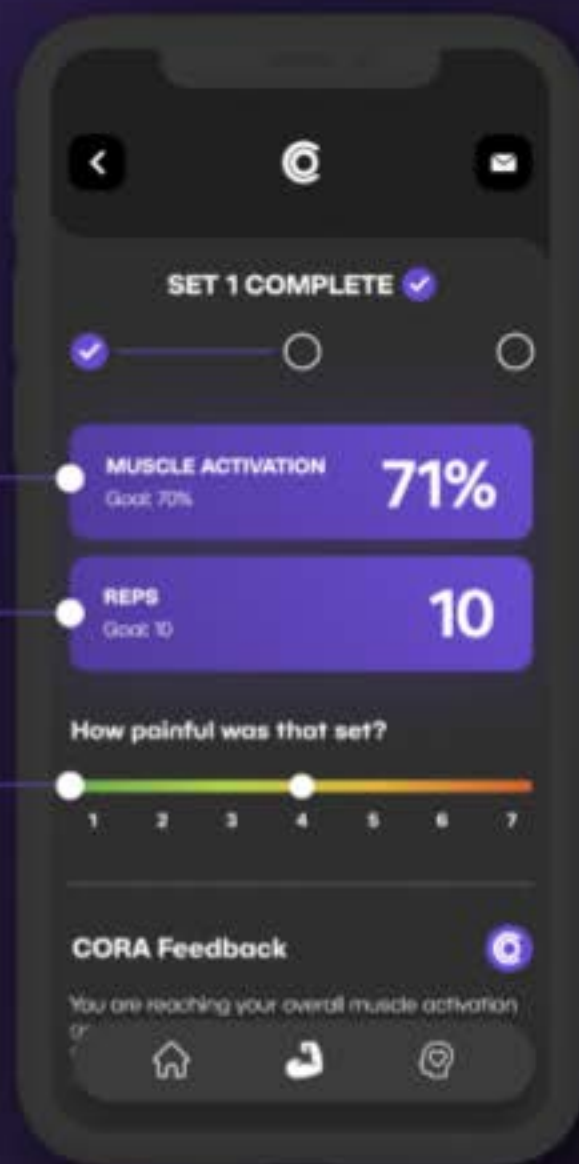 SET 1 COMPLETE
MUSCLE ACTIVATION
Goal: 70%
71%
REPS
Goal: 10
10
How painful was that set?
1 2 3 4 5 6 7
CORA Feedback
You are reaching your overall muscle activation